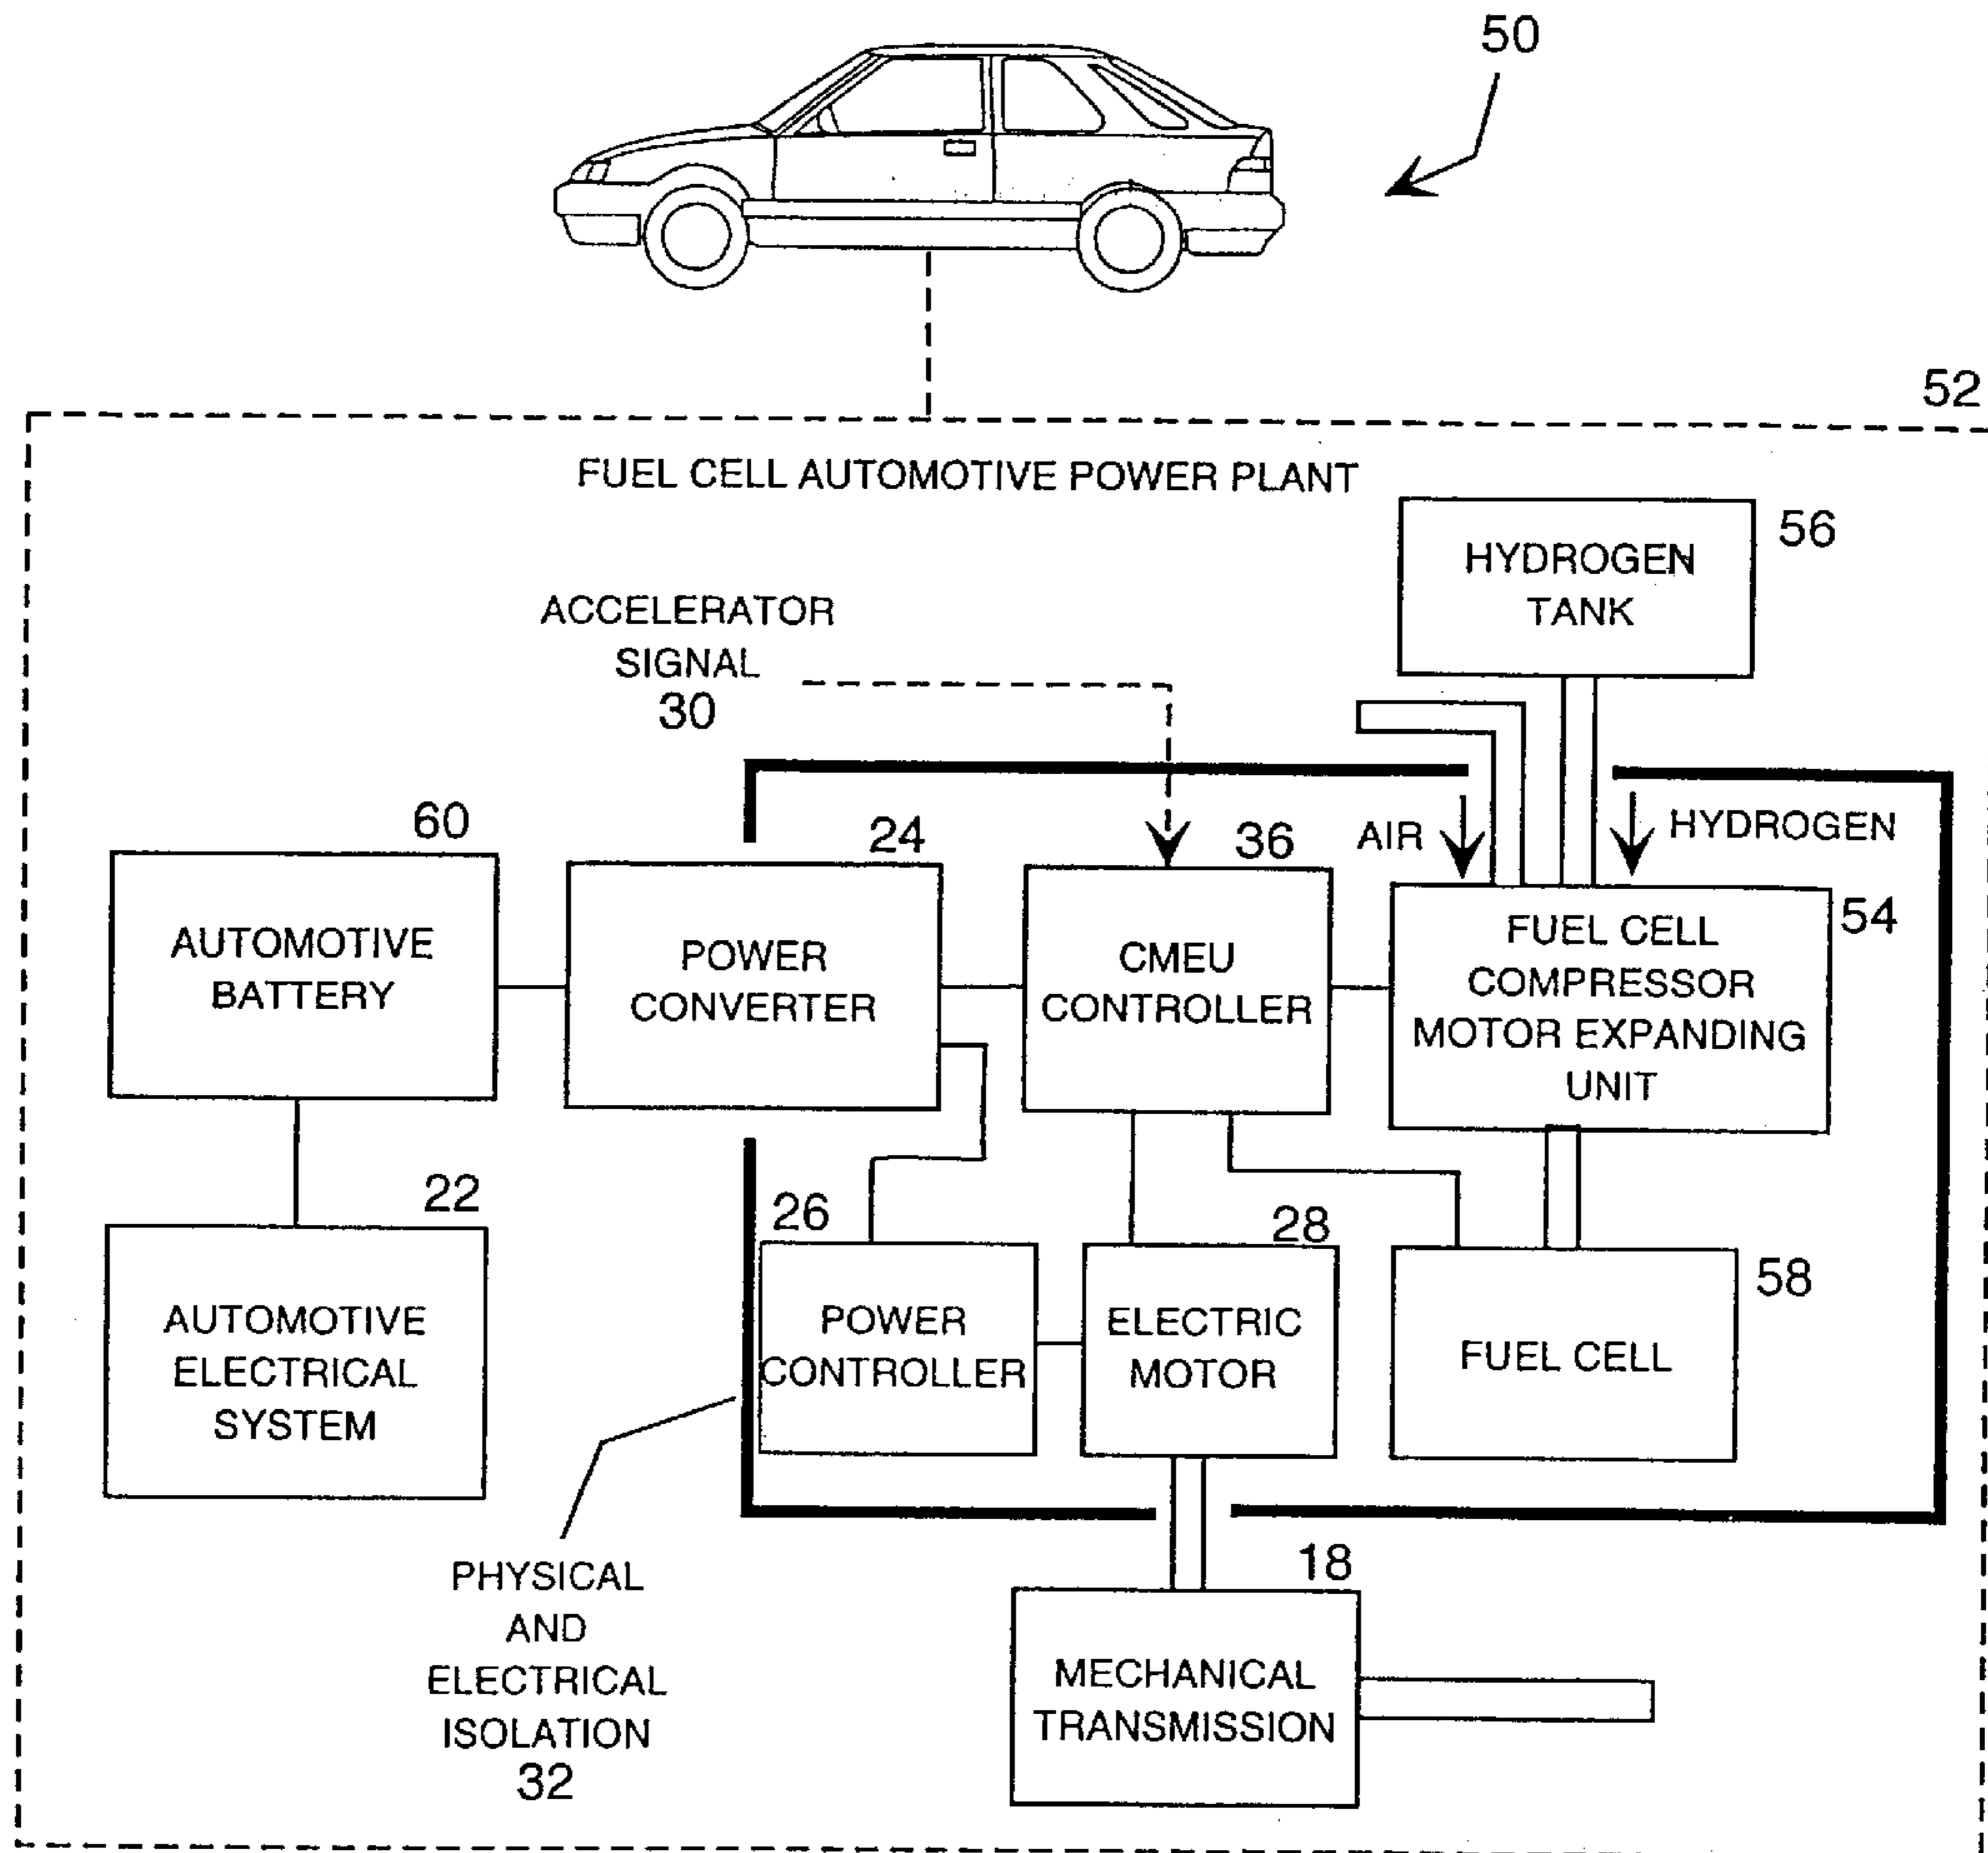 50
52
FUEL CELL AUTOMOTIVE POWER PLANT
HYDROGEN
TANK
56
ACCELERATOR
SIGNAL
30
AIR
HYDROGEN
60
AUTOMOTIVE
BATTERY
24
POWER
CONVERTER
36
CMEU
CONTROLLER
54
FUEL CELL
COMPRESSOR
MOTOR EXPANDING
UNIT
22
AUTOMOTIVE
ELECTRICAL
SYSTEM
26
POWER
CONTROLLER
28
ELECTRIC
MOTOR
58
FUEL CELL
PHYSICAL
AND
ELECTRICAL
ISOLATION
32
18
MECHANICAL
TRANSMISSION